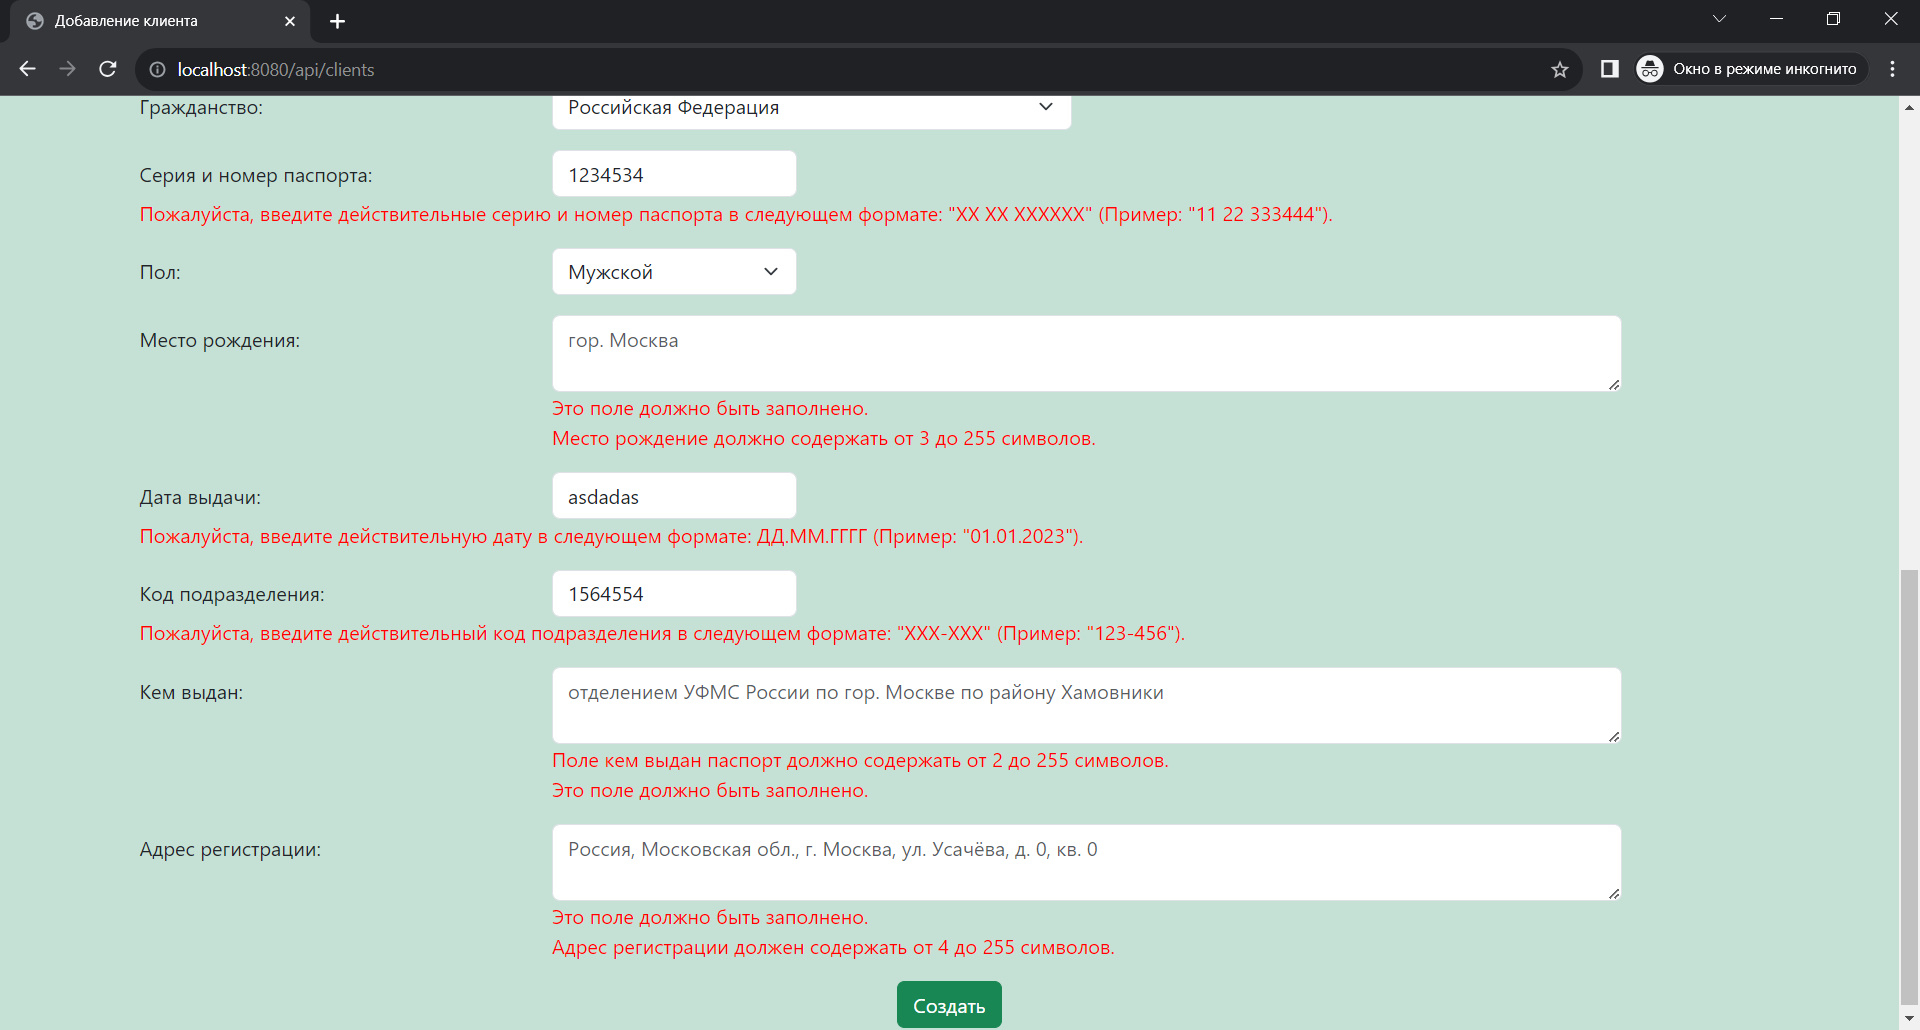 Добавление клиента
localhost:8080/api/clients
Окно в режиме инкогнито
Гражданство:
Российская Федерация
Серия и номер паспорта:
1234534
Пожалуйста, введите действительные серию и номер паспорта в следующем формате: "XX XX XXXXXX" (Пример: "11 22 333444").
Пол:
Мужской
Место рождения:
гор. Москва
Это поле должно быть заполнено.
Место рождение должно содержать от 3 до 255 символов.
Дата выдачи:
asdadas
Пожалуйста, введите действительную дату в следующем формате: ДД.ММ.ГГГГ (Пример: "01.01.2023").
Код подразделения:
1564554
Пожалуйста, введите действительный код подразделения в следующем формате: "XXX-XXX" (Пример: "123-456").
Кем выдан:
отделением УФМС России по гор. Москве по району Хамовники
Поле кем выдан паспорт должно содержать от 2 до 255 символов.
Это поле должно быть заполнено.
Адрес регистрации:
Россия, Московская обл., г. Москва, ул. Усачёва, д. 0, кв. 0
Это поле должно быть заполнено.
Адрес регистрации должен содержать от 4 до 255 символов.
Создать